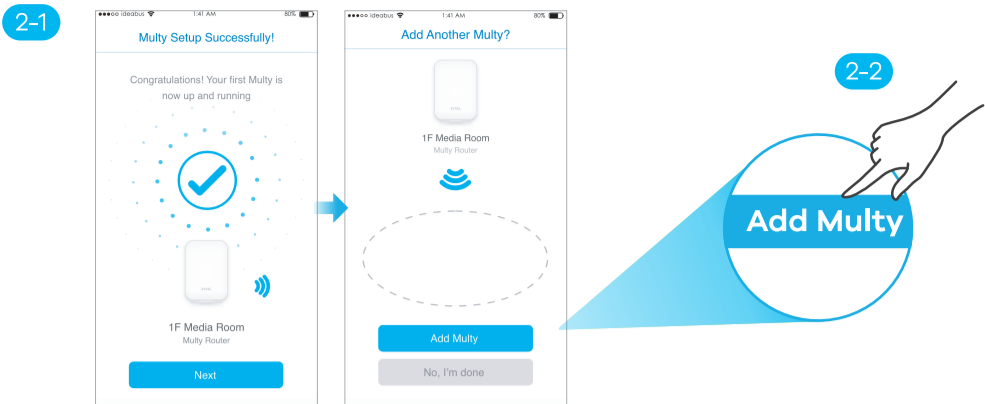 2-1
ideabus 1:41 AM 80%
Multy Setup Successfully!
Congratulations! Your first Multy is
now up and running
ZYXEL
1F Media Room
Multy Router
Next
ideabus 1:41 AM 80%
Add Another Multy?
ZYXEL
1F Media Room
Multy Router
Add Multy
No, I'm done
2-2
Add Multy